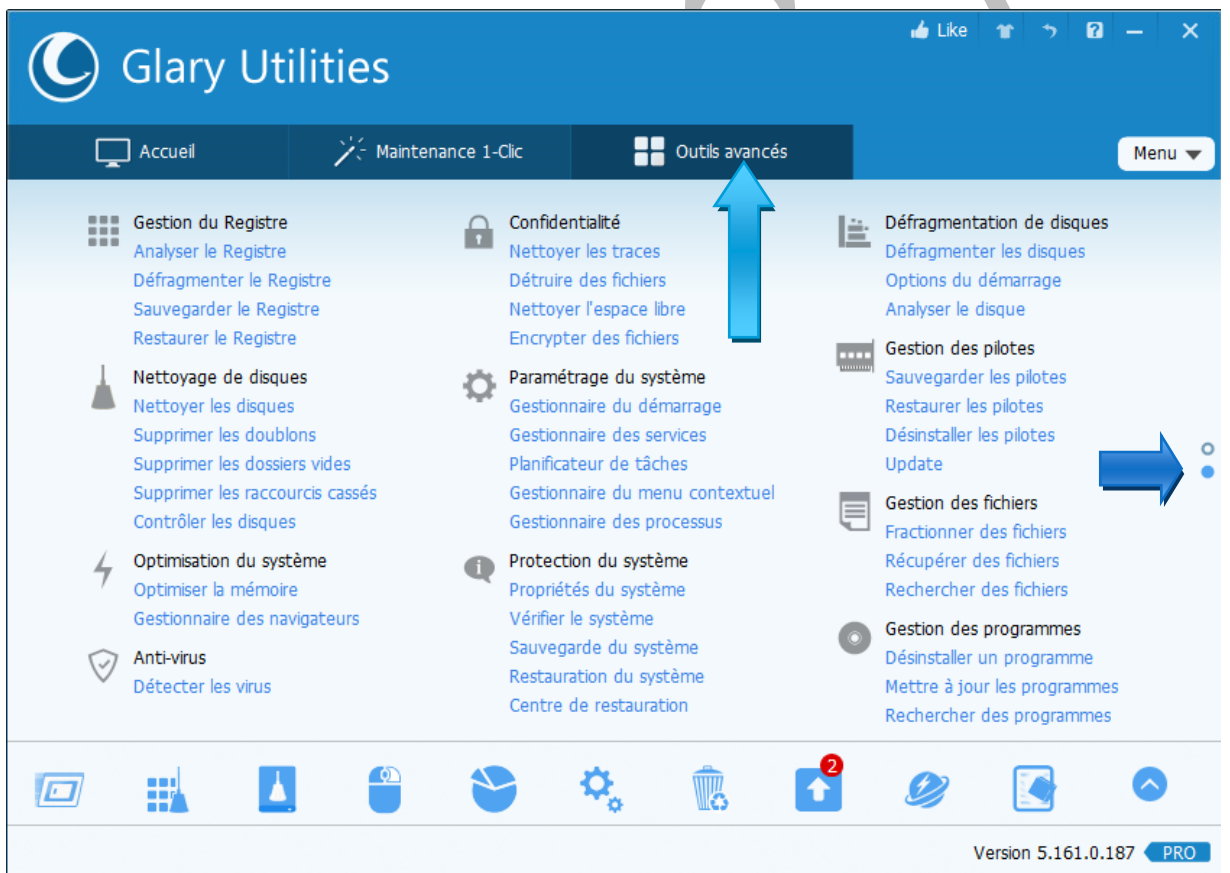 Like
Glary Utilities
Accueil
Maintenance 1-Clic
Outils avancés
Menu
Gestion du Registre
Analyser le Registre
Défragmenter le Registre
Sauvegarder le Registre
Restaurer le Registre
Nettoyage de disques
Nettoyer les disques
Supprimer les doublons
Supprimer les dossiers vides
Supprimer les raccourcis cassés
Contrôler les disques
Optimisation du système
Optimiser la mémoire
Gestionnaire des navigateurs
Anti-virus
Détecter les virus
Confidentialité
Nettoyer les traces
Détruire des fichiers
Nettoyer l'espace libre
Encrypter des fichiers
Paramétrage du système
Gestionnaire du démarrage
Gestionnaire des services
Planificateur de tâches
Gestionnaire du menu contextuel
Gestionnaire des processus
Protection du système
Propriétés du système
Vérifier le système
Sauvegarde du système
Restauration du système
Centre de restauration
Défragmentation de disques
Défragmenter les disques
Options du démarrage
Analyser le disque
Gestion des pilotes
Sauvegarder les pilotes
Restaurer les pilotes
Désinstaller les pilotes
Update
Gestion des fichiers
Fractionner des fichiers
Récupérer des fichiers
Rechercher des fichiers
Gestion des programmes
Désinstaller un programme
Mettre à jour les programmes
Rechercher des programmes
2
Version 5.161.0.187 PRO